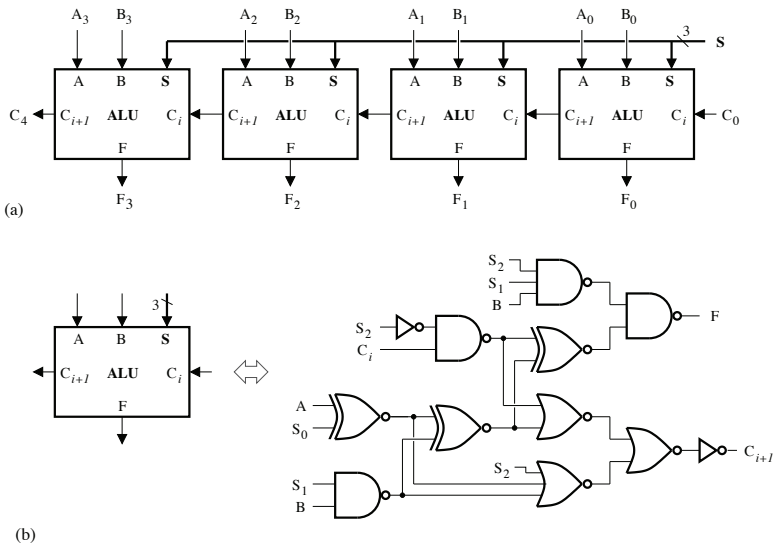 A₃ B₃ A₂ B₂ A₁ B₁ A₀ B₀ 3 S
A B S A B S A B S A B S
C₄ Cᵢ₊₁ ALU Cᵢ Cᵢ₊₁ ALU Cᵢ Cᵢ₊₁ ALU Cᵢ Cᵢ₊₁ ALU Cᵢ C₀
F F F F
F₃ F₂ F₁ F₀
(a)
3
A B S
Cᵢ₊₁ ALU Cᵢ
F
S₂
S₁
B
F
S₂
Cᵢ
A
S₀
S₂
Cᵢ₊₁
S₁
B
(b)